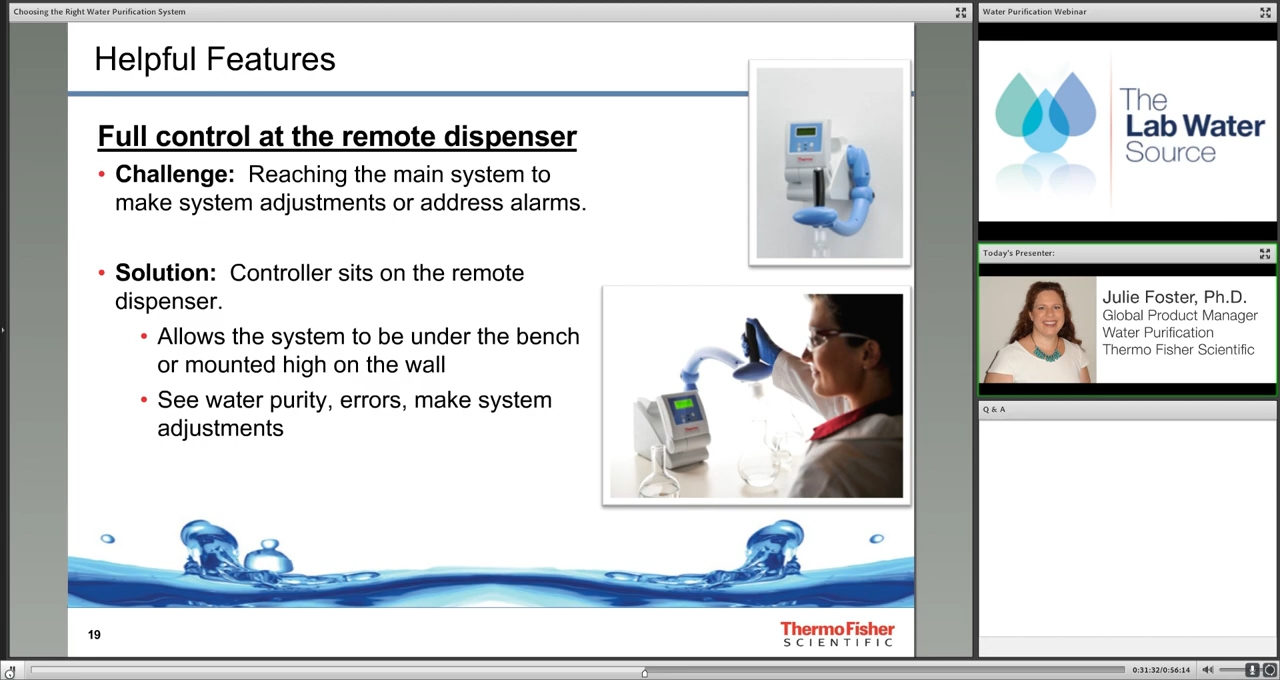 Choosing the Right Water Purification System
Helpful Features
Full control at the remote dispenser
• Challenge: Reaching the main system to
make system adjustments or address alarms.
• Solution: Controller sits on the remote
dispenser.
• Allows the system to be under the bench
or mounted high on the wall
• See water purity, errors, make system
adjustments
19
ThermoFisher
SCIENTIFIC
Water Purification Webinar
The
Lab Water
Source
Today's Presenter:
Julie Foster, Ph.D.
Global Product Manager
Water Purification
Thermo Fisher Scientific
Q & A
0:31:32/0:56:14